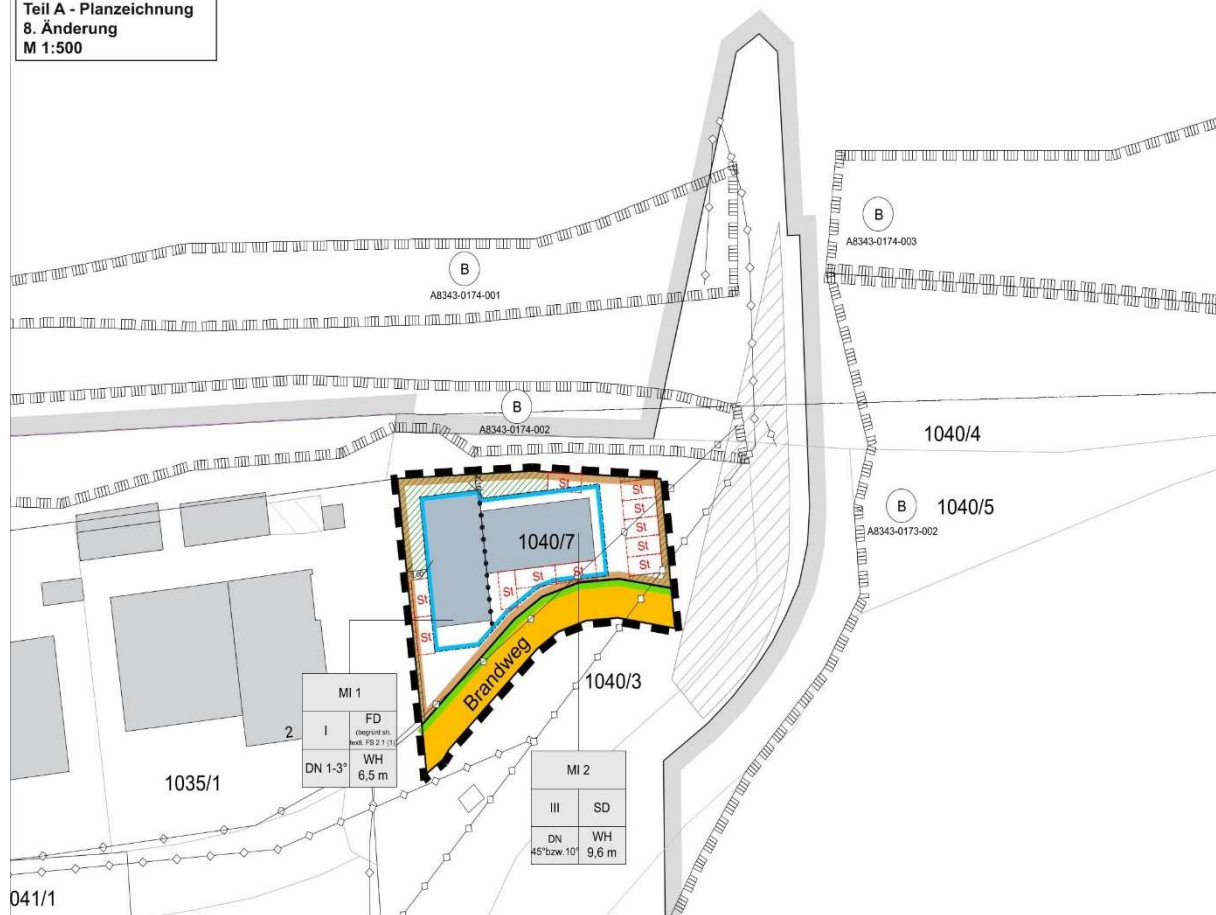 Teil A - Planzeichnung
8. Änderung
M 1:500
B
A8343-0174-001
B
A8343-0174-003
B
A8343-0174-002
1040/4
B
A8343-0173-002
1040/5
St
St
St
St
St
St
1040/7
St
St
St
St
St
St
Brandweg
1040/3
MI 1
I
FD
(begrünt sh.
textl. FS 2.1 (1))
DN 1-3°
WH
6,5 m
2
1035/1
MI 2
III
SD
DN
45°bzw.10°
WH
9,6 m
041/1